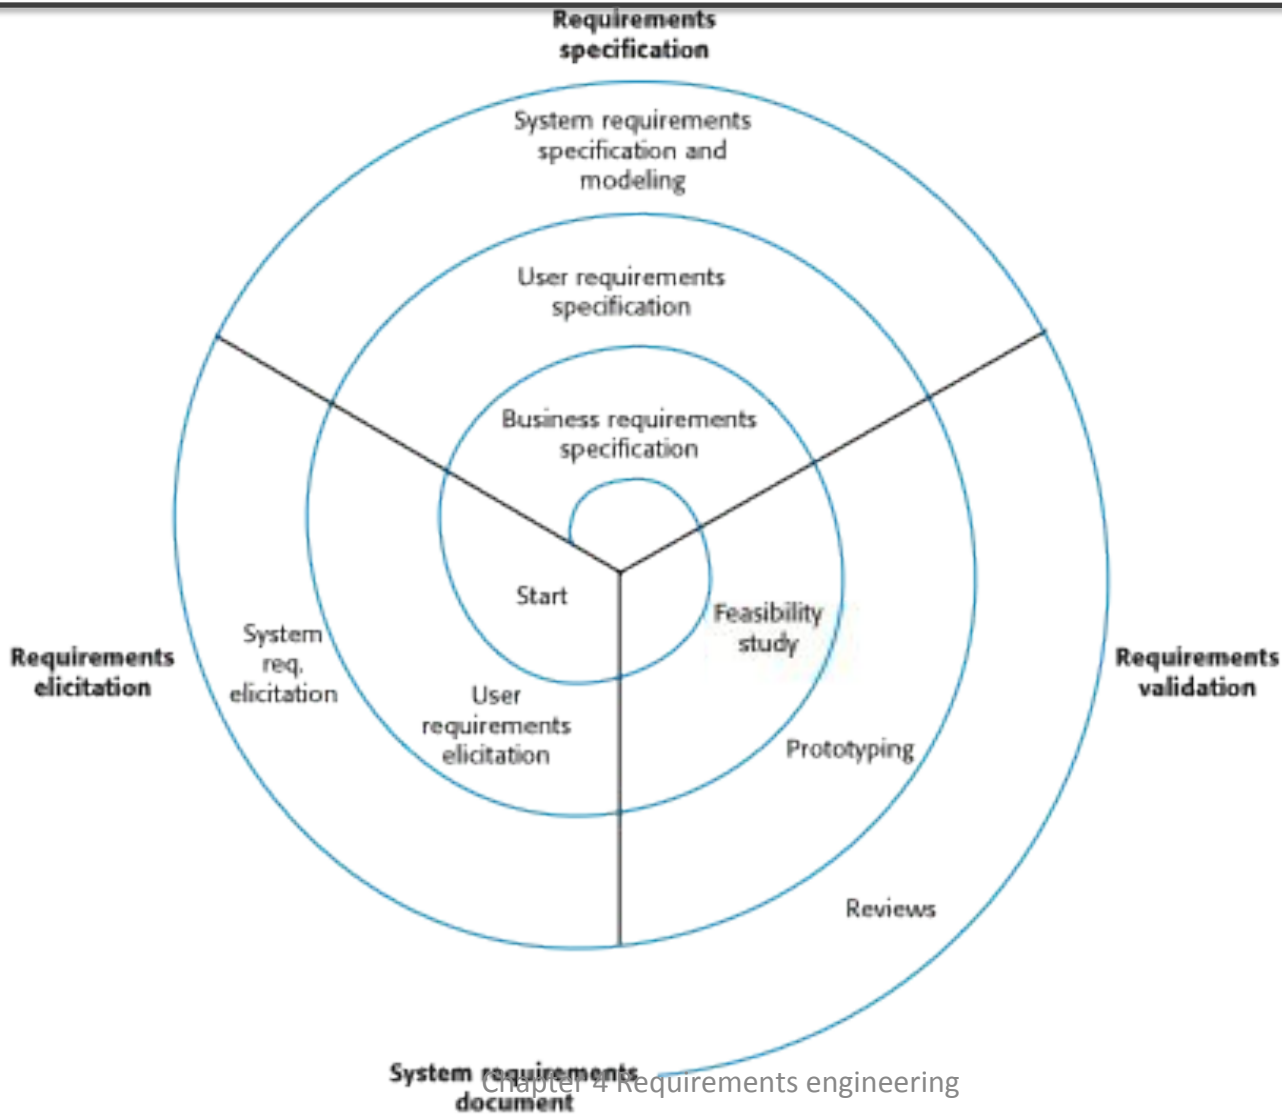 Requirements
specification
System requirements
specification and
modeling
User requirements
specification
Business requirements
specification
Start
Feasibility
study
System
req.
elicitation
Requirements
elicitation
Requirements
validation
User
requirements
elicitation
Prototyping
Reviews
System requirements
document
Chapter 4 Requirements engineering